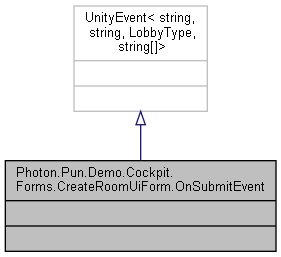 UnityEvent< string,
string, LobbyType,
string[]>
Photon.Pun.Demo.Cockpit.
Forms.CreateRoomUiForm.OnSubmitEvent